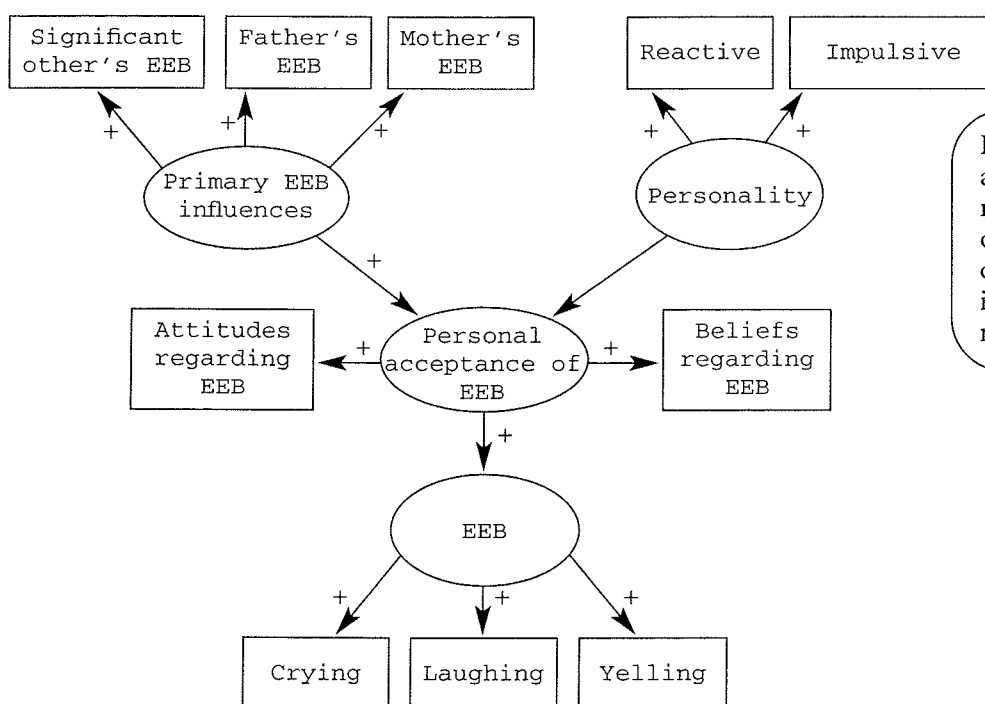 Significant
other's EEB
Father's
EEB
Mother's
EEB
Reactive
Impulsive
+
+
+
+
+
Primary EEB
influences
Personality
+
Attitudes
regarding
EEB
+
Personal
acceptance of
EEB
+
Beliefs
regarding
EEB
+
EEB
+
+
+
Crying
Laughing
Yelling